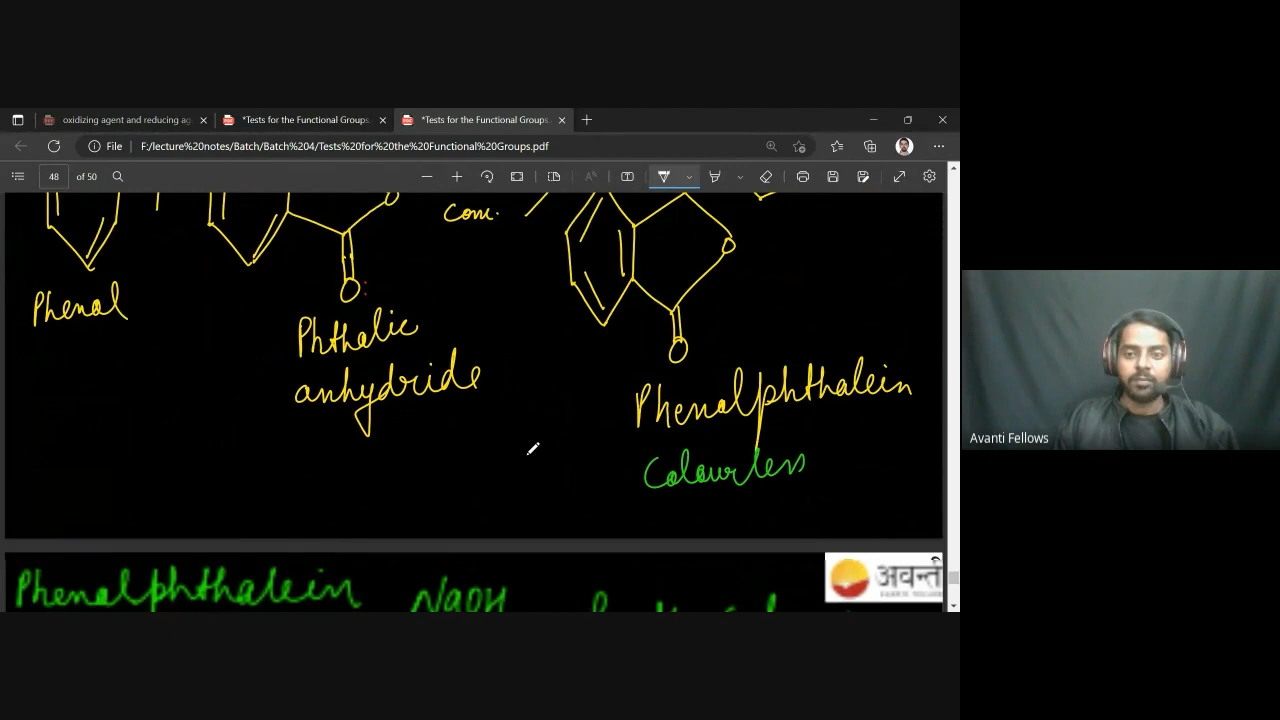 oxidizing agent and reducing ag
*Tests for the Functional Groups.
*Tests for the Functional Groups.
File
F:/lecture%20notes/Batch/Batch%204/Tests%20for%20the%20Functional%20Groups.pdf
48 of 50
Conc.
O
O
O
O
Phenol
Phthalic
anhydride
Phenolphthalein
Colourless
Phenolphthalein NaOH
अवन्ती
Avanti Fellows